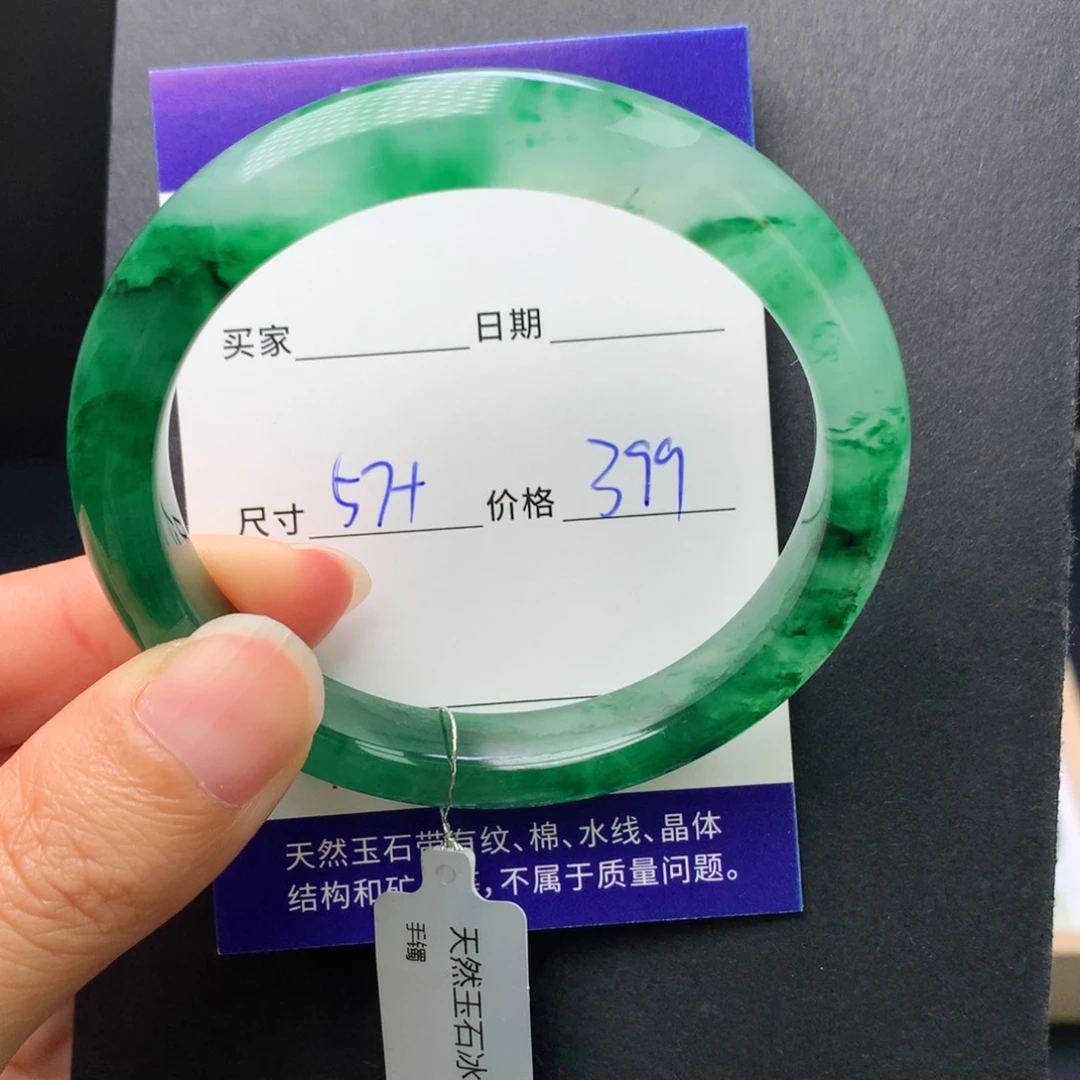 买家 日期
尺寸 57+ 价格 399
天然玉石带有纹、棉、水线、晶体
结构和矿，不属于质量问题。
天然玉石冰
手镯